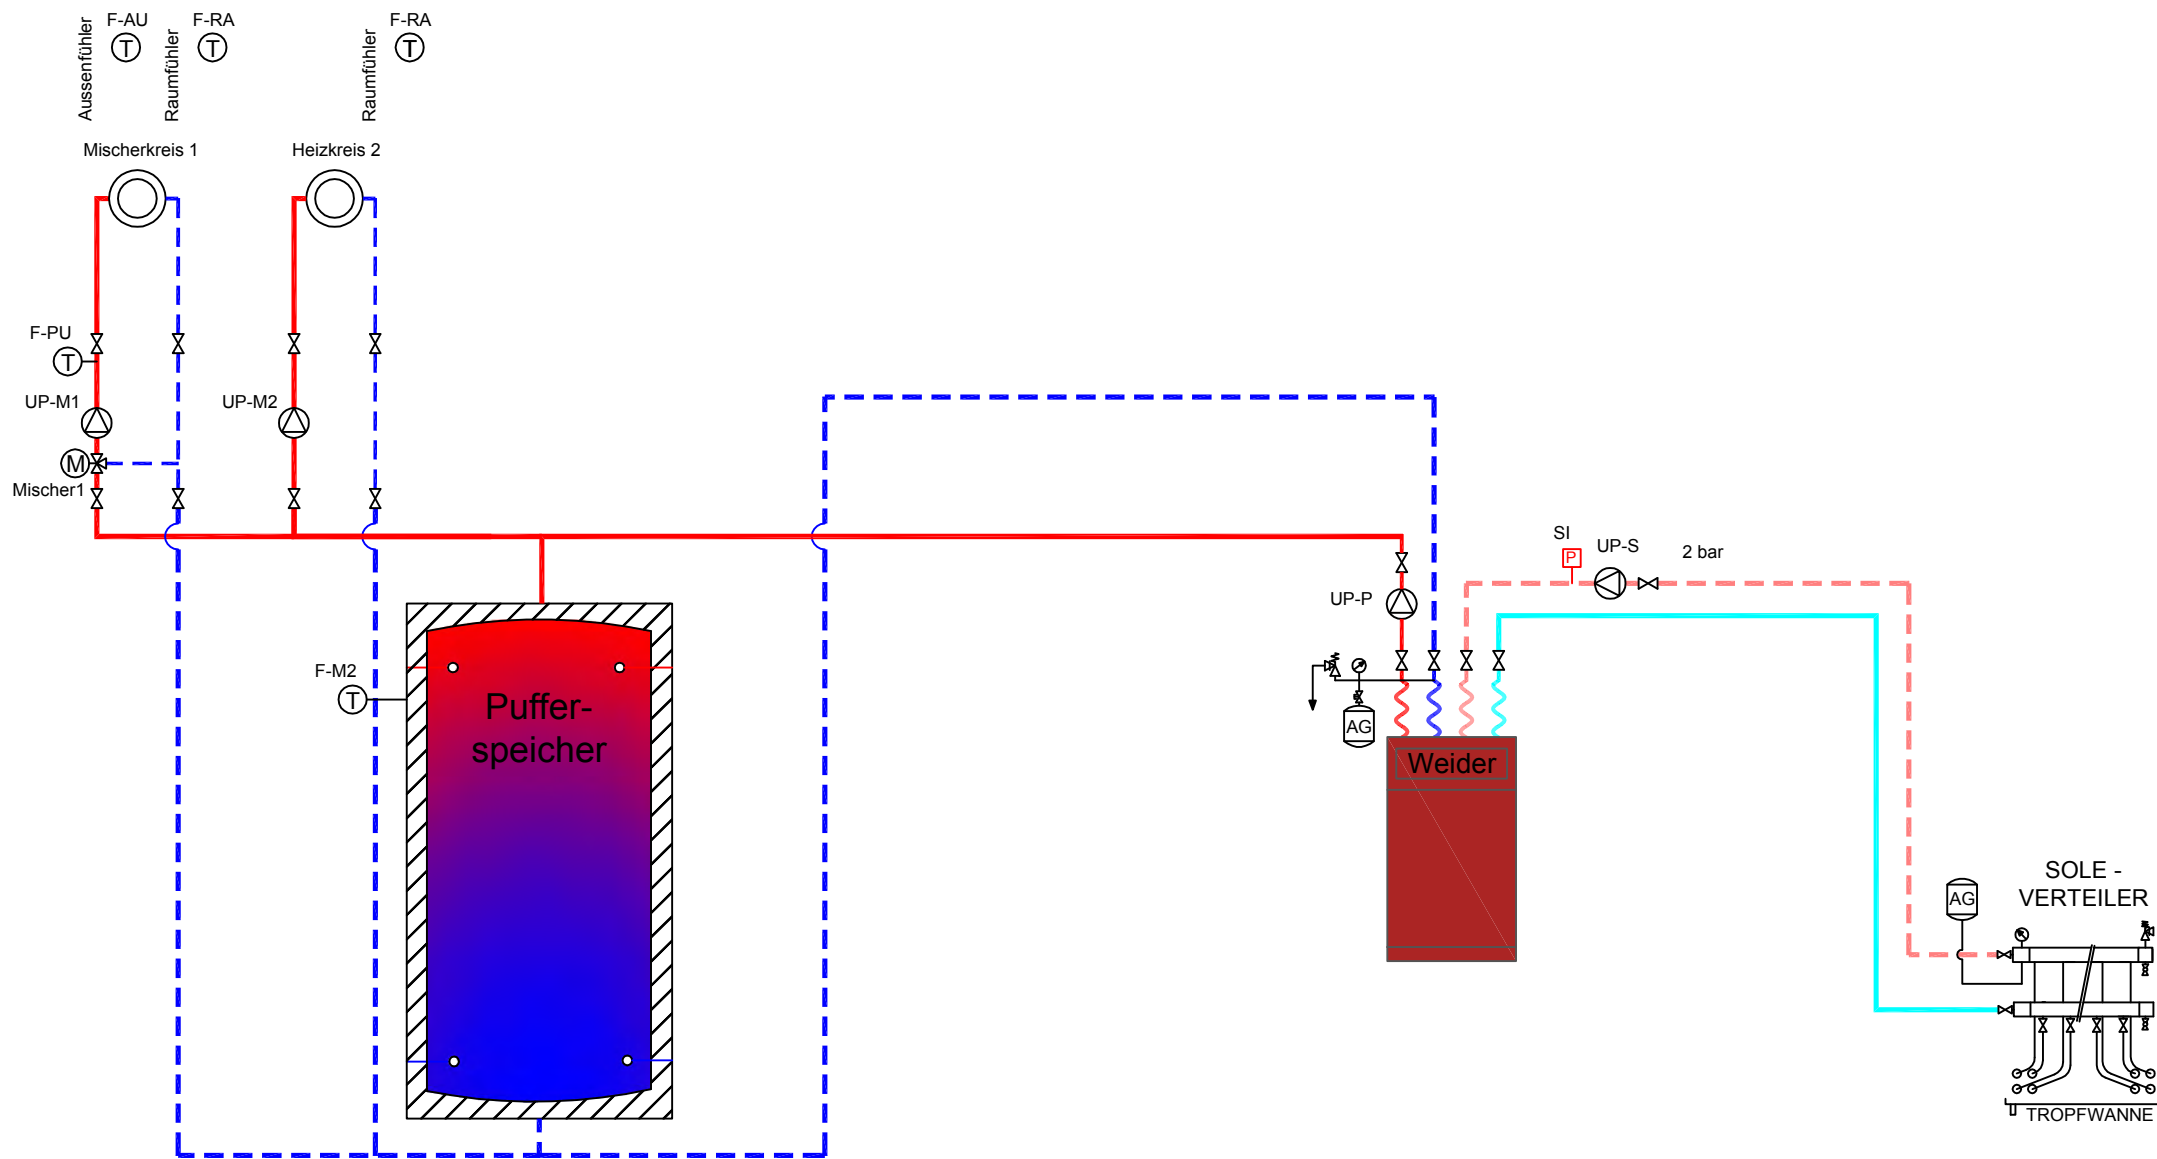 F-AU
F-RA
F-RA
Aussenfühler
T
Raumfühler
T
Raumfühler
T
Mischerkreis 1
Heizkreis 2
F-PU
T
UP-M1
UP-M2
M
Mischer1
SI
P
UP-S
2 bar
UP-P
F-M2
T
Puffer-
speicher
AG
Weider
SOLE -
VERTEILER
AG
TROPFWANNE